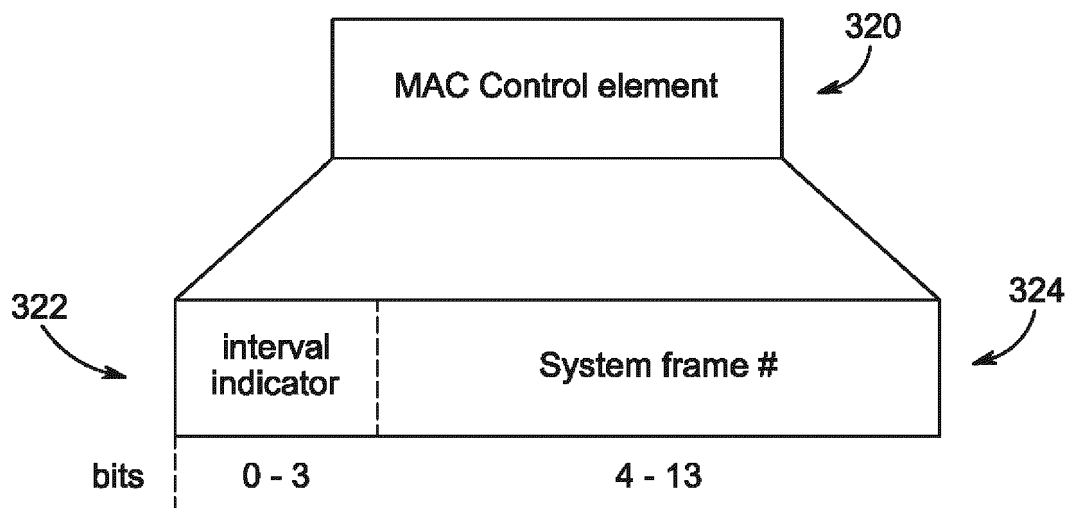 320
MAC Control element
322
324
interval
indicator
System frame #
bits
0 - 3
4 - 13